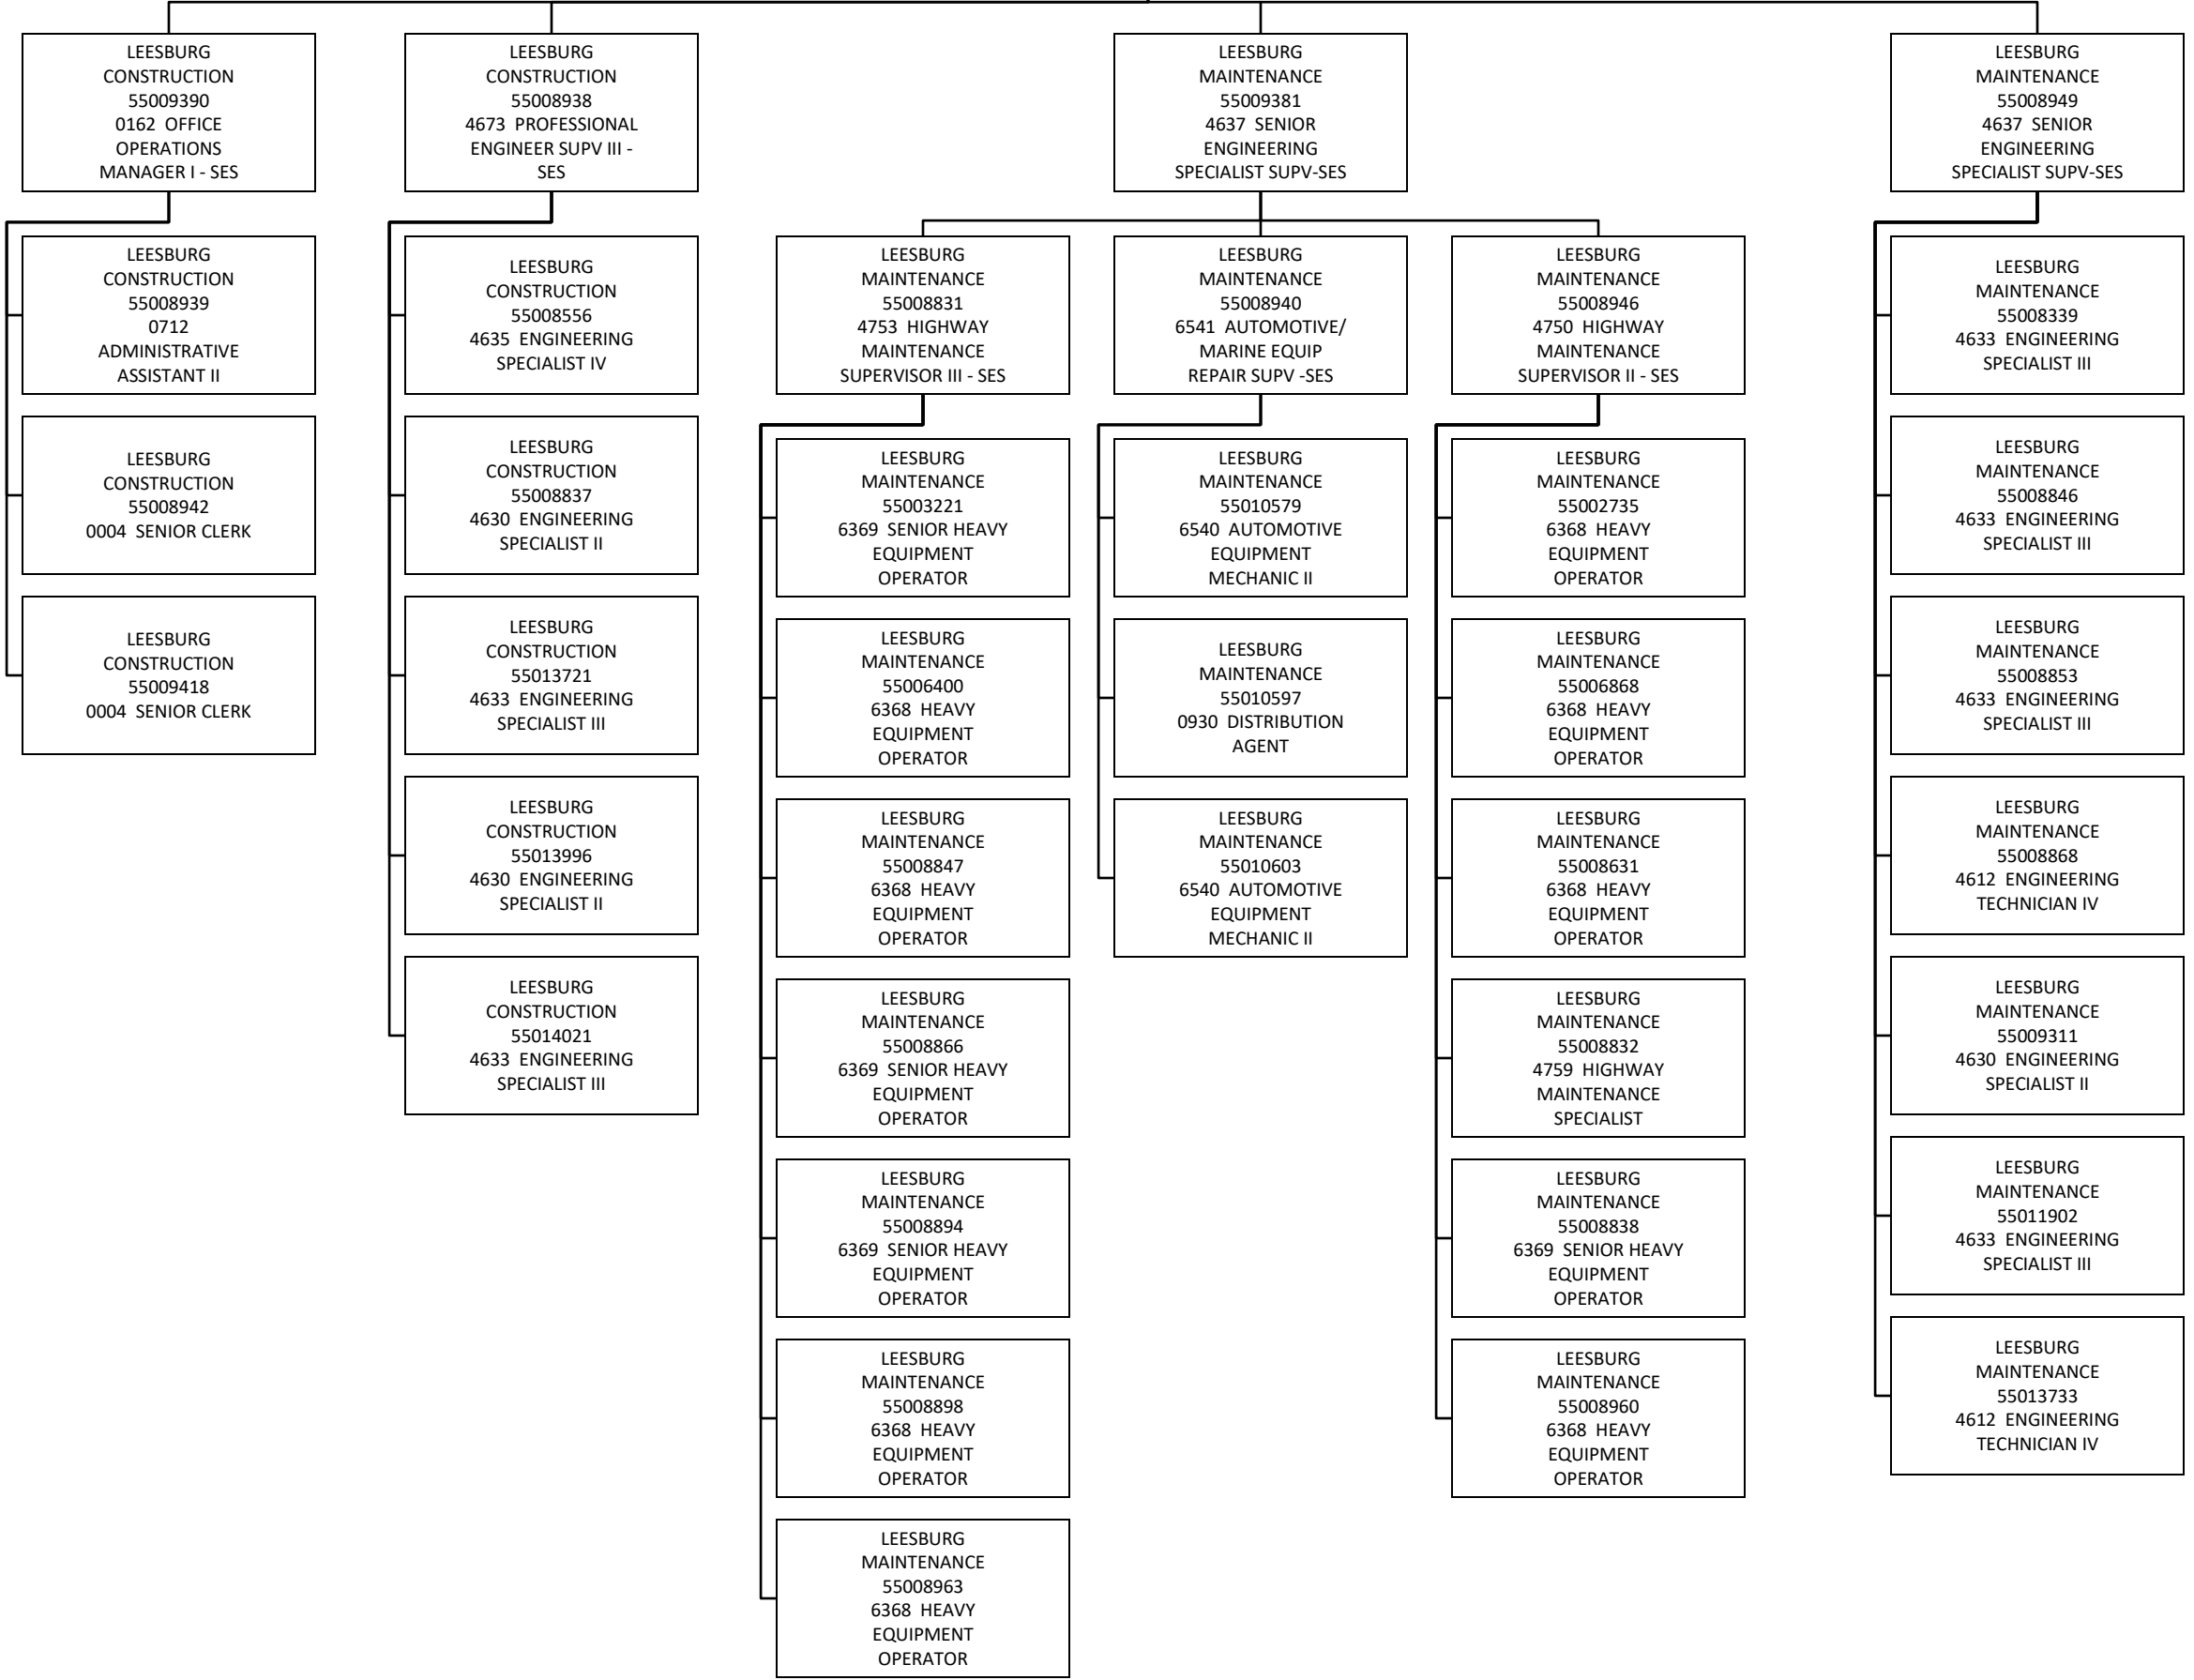 LEESBURG
CONSTRUCTION
55009390
0162 OFFICE
OPERATIONS
MANAGER I - SES
LEESBURG
CONSTRUCTION
55008938
4673 PROFESSIONAL
ENGINEER SUPV III -
SES
LEESBURG
MAINTENANCE
55009381
4637 SENIOR
ENGINEERING
SPECIALIST SUPV-SES
LEESBURG
MAINTENANCE
55008949
4637 SENIOR
ENGINEERING
SPECIALIST SUPV-SES
LEESBURG
CONSTRUCTION
55008939
0712
ADMINISTRATIVE
ASSISTANT II
LEESBURG
CONSTRUCTION
55008942
0004 SENIOR CLERK
LEESBURG
CONSTRUCTION
55009418
0004 SENIOR CLERK
LEESBURG
CONSTRUCTION
55008556
4635 ENGINEERING
SPECIALIST IV
LEESBURG
CONSTRUCTION
55008837
4630 ENGINEERING
SPECIALIST II
LEESBURG
CONSTRUCTION
55013721
4633 ENGINEERING
SPECIALIST III
LEESBURG
CONSTRUCTION
55013996
4630 ENGINEERING
SPECIALIST II
LEESBURG
CONSTRUCTION
55014021
4633 ENGINEERING
SPECIALIST III
LEESBURG
MAINTENANCE
55008831
4753 HIGHWAY
MAINTENANCE
SUPERVISOR III - SES
LEESBURG
MAINTENANCE
55003221
6369 SENIOR HEAVY
EQUIPMENT
OPERATOR
LEESBURG
MAINTENANCE
55006400
6368 HEAVY
EQUIPMENT
OPERATOR
LEESBURG
MAINTENANCE
55008847
6368 HEAVY
EQUIPMENT
OPERATOR
LEESBURG
MAINTENANCE
55008866
6369 SENIOR HEAVY
EQUIPMENT
OPERATOR
LEESBURG
MAINTENANCE
55008894
6369 SENIOR HEAVY
EQUIPMENT
OPERATOR
LEESBURG
MAINTENANCE
55008898
6368 HEAVY
EQUIPMENT
OPERATOR
LEESBURG
MAINTENANCE
55008963
6368 HEAVY
EQUIPMENT
OPERATOR
LEESBURG
MAINTENANCE
55008940
6541 AUTOMOTIVE/
MARINE EQUIP
REPAIR SUPV -SES
LEESBURG
MAINTENANCE
55010579
6540 AUTOMOTIVE
EQUIPMENT
MECHANIC II
LEESBURG
MAINTENANCE
55010597
0930 DISTRIBUTION
AGENT
LEESBURG
MAINTENANCE
55010603
6540 AUTOMOTIVE
EQUIPMENT
MECHANIC II
LEESBURG
MAINTENANCE
55008946
4750 HIGHWAY
MAINTENANCE
SUPERVISOR II - SES
LEESBURG
MAINTENANCE
55002735
6368 HEAVY
EQUIPMENT
OPERATOR
LEESBURG
MAINTENANCE
55006868
6368 HEAVY
EQUIPMENT
OPERATOR
LEESBURG
MAINTENANCE
55008631
6368 HEAVY
EQUIPMENT
OPERATOR
LEESBURG
MAINTENANCE
55008832
4759 HIGHWAY
MAINTENANCE
SPECIALIST
LEESBURG
MAINTENANCE
55008838
6369 SENIOR HEAVY
EQUIPMENT
OPERATOR
LEESBURG
MAINTENANCE
55008960
6368 HEAVY
EQUIPMENT
OPERATOR
LEESBURG
MAINTENANCE
55008339
4633 ENGINEERING
SPECIALIST III
LEESBURG
MAINTENANCE
55008846
4633 ENGINEERING
SPECIALIST III
LEESBURG
MAINTENANCE
55008853
4633 ENGINEERING
SPECIALIST III
LEESBURG
MAINTENANCE
55008868
4612 ENGINEERING
TECHNICIAN IV
LEESBURG
MAINTENANCE
55009311
4630 ENGINEERING
SPECIALIST II
LEESBURG
MAINTENANCE
55011902
4633 ENGINEERING
SPECIALIST III
LEESBURG
MAINTENANCE
55013733
4612 ENGINEERING
TECHNICIAN IV